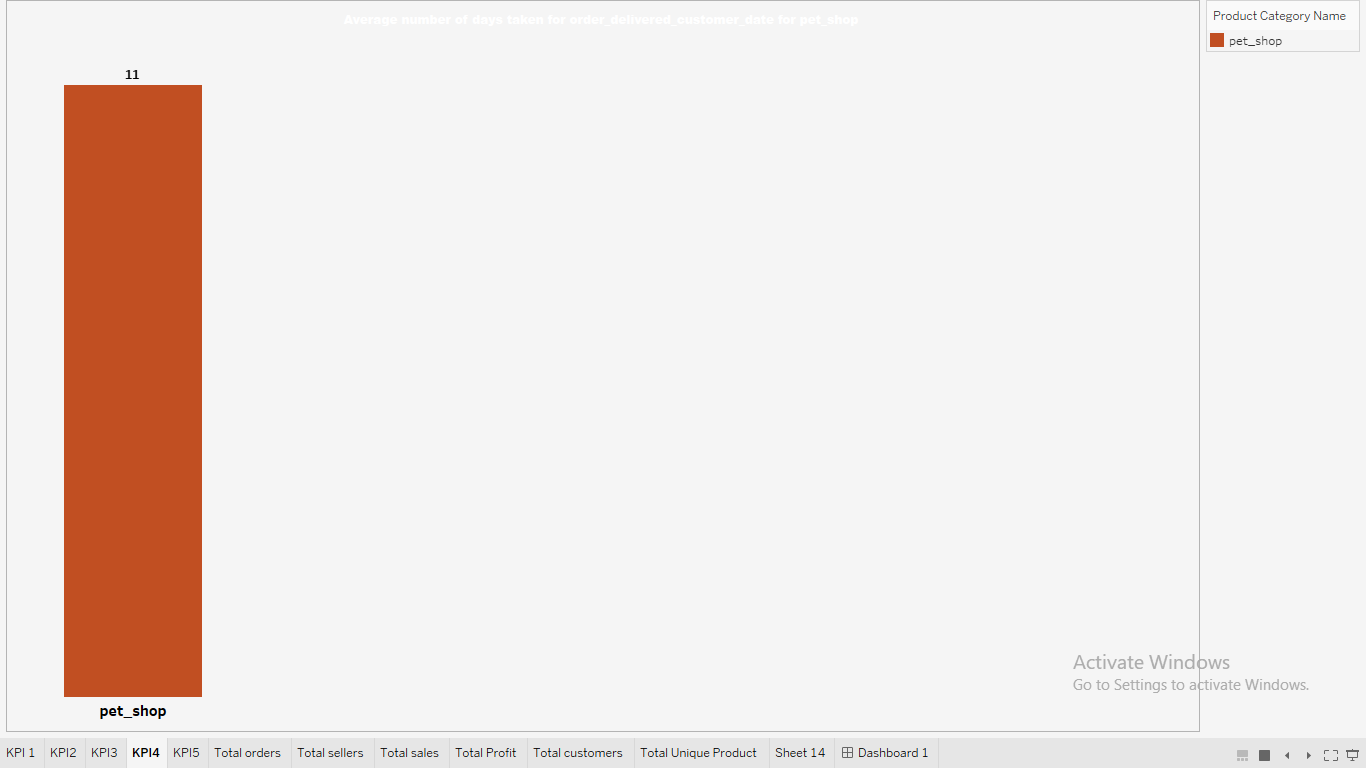 Average number of days taken for order_delivered_customer_date for pet_shop
Product Category Name
pet_shop
11
pet_shop
Activate Windows
Go to Settings to activate Windows.
KPI 1 KPI2 KPI3 KPI4 KPI5 Total orders Total sellers Total sales Total Profit Total customers Total Unique Product Sheet 14 Dashboard 1